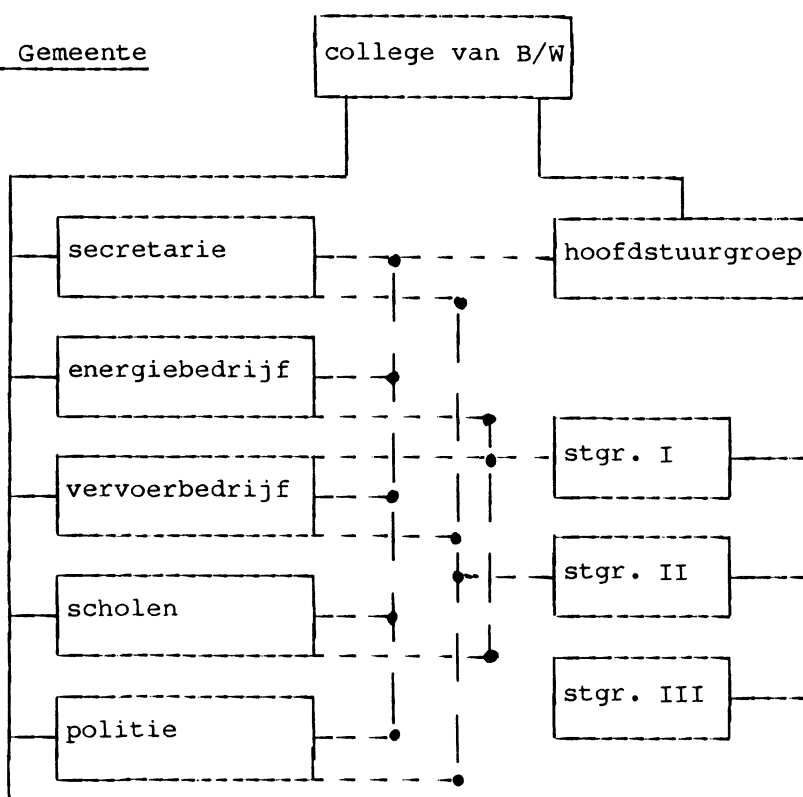 Gemeente
college van B/W
secretarie
hoofdstuurgroep
energiebedrijf
stgr. I
vervoerbedrijf
stgr. II
scholen
stgr. III
politie